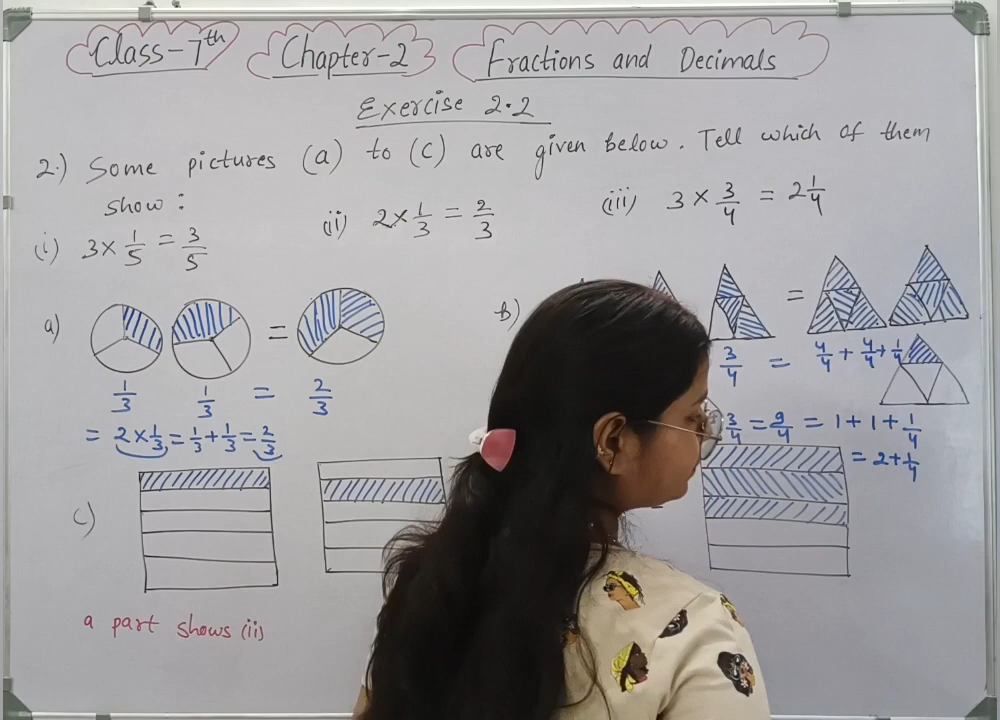 Class-7th Chapter-2 Fractions and Decimals
Exercise 2.2
2.) Some pictures (a) to (c) are given below. Tell which of them
show:
(i) 3 × 1/5 = 3/5
(ii) 2 × 1/3 = 2/3
(iii) 3 × 3/4 = 2 1/4
a)
=
1/3 1/3 = 2/3
= 2 × 1/3 = 1/3 + 1/3 = 2/3
b)
=
3/4 = 4/4 + 4/4 + 1/4
3/4 = 9/4 = 1 + 1 + 1/4
= 2 + 1/4
c)
a part shows (ii)